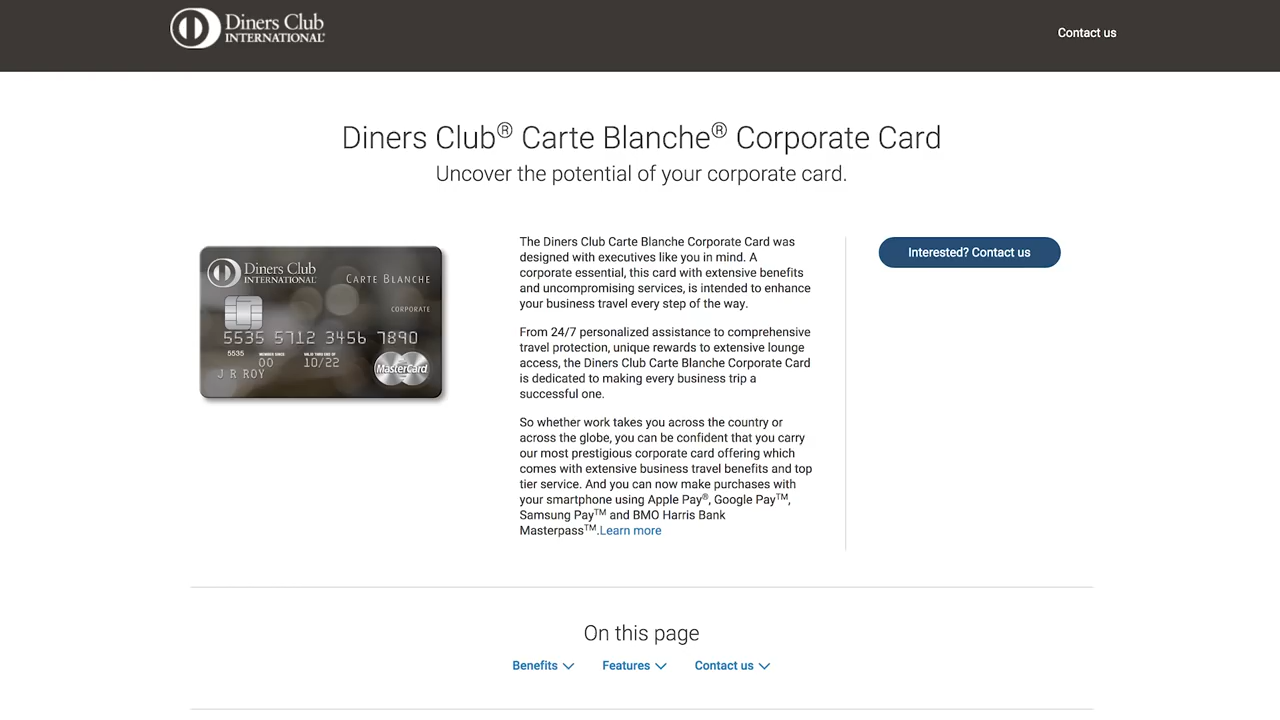 Diners Club
INTERNATIONAL®
Contact us
Diners Club® Carte Blanche® Corporate Card
Uncover the potential of your corporate card.
Diners Club
INTERNATIONAL
CARTE BLANCHE
CORPORATE
5535 5712 3456 7890
5535
MEMBER SINCE
00
VALID THRU END OF
10/22
J R ROY
MasterCard
The Diners Club Carte Blanche Corporate Card was
designed with executives like you in mind. A
corporate essential, this card with extensive benefits
and uncompromising services, is intended to enhance
your business travel every step of the way.
From 24/7 personalized assistance to comprehensive
travel protection, unique rewards to extensive lounge
access, the Diners Club Carte Blanche Corporate Card
is dedicated to making every business trip a
successful one.
So whether work takes you across the country or
across the globe, you can be confident that you carry
our most prestigious corporate card offering which
comes with extensive business travel benefits and top
tier service. And you can now make purchases with
your smartphone using Apple Pay®, Google Pay™,
Samsung Pay™ and BMO Harris Bank
Masterpass™.Learn more
Interested? Contact us
On this page
Benefits
Features
Contact us